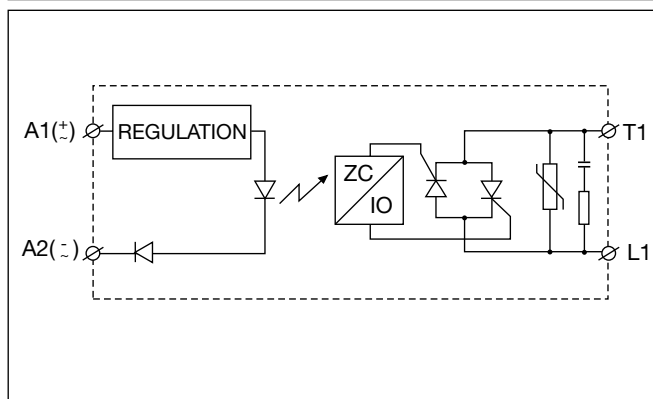 A1(+~)
REGULATION
T1
ZC
IO
A2(-~)
L1